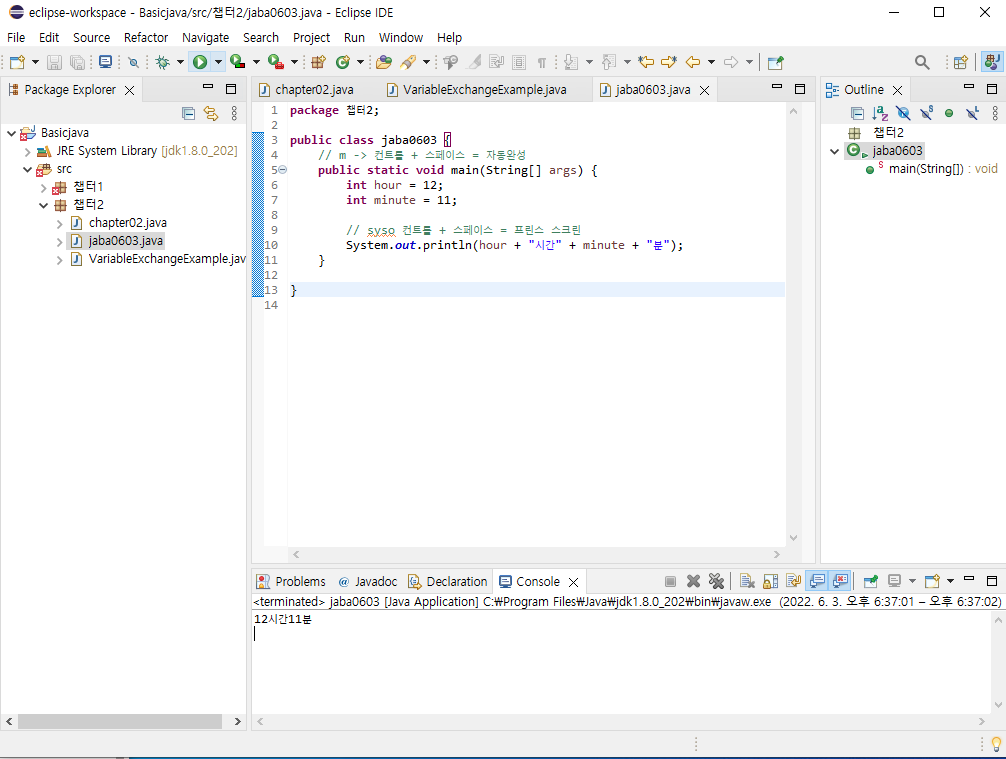 eclipse-workspace - Basicjava/src/챕터2/jaba0603.java - Eclipse IDE
File Edit Source Refactor Navigate Search Project Run Window Help
Package Explorer
Basicjava
JRE System Library [jdk1.8.0_202]
src
챕터1
챕터2
chapter02.java
jaba0603.java
VariableExchangeExample.jav
chapter02.java VariableExchangeExample.java jaba0603.java
1 package 챕터2;
2
3 public class jaba0603 {
4 // m -> 컨트롤 + 스페이스 = 자동완성
5 public static void main(String[] args) {
6 int hour = 12;
7 int minute = 11;
8
9 // syso 컨트롤 + 스페이스 = 프린스 스크린
10 System.out.println(hour + "시간" + minute + "분");
11 }
12
13 }
14
Outline
챕터2
jaba0603
main(String[]) : void
Problems Javadoc Declaration Console
<terminated> jaba0603 [Java Application] C:₩Program Files₩Java₩jdk1.8.0_202₩bin₩javaw.exe (2022. 6. 3. 오후 6:37:01 – 오후 6:37:02)
12시간11분